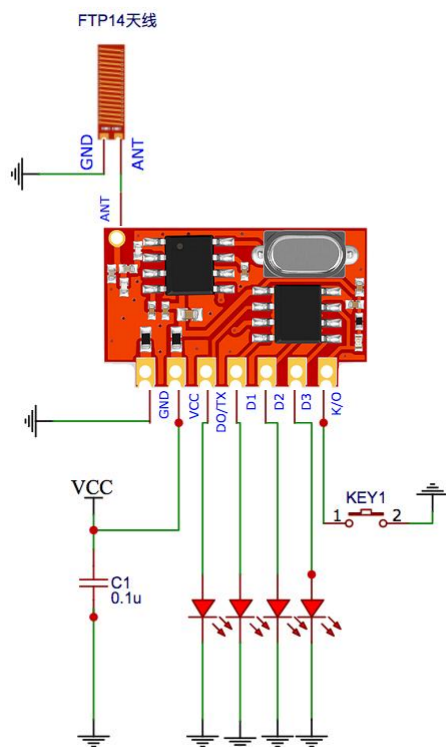 FTP14天线
GND
ANT
ANT
GND
VCC
DO/TX
D1
D2
D3
K/O
VCC
KEY1
1
2
C1
0.1u